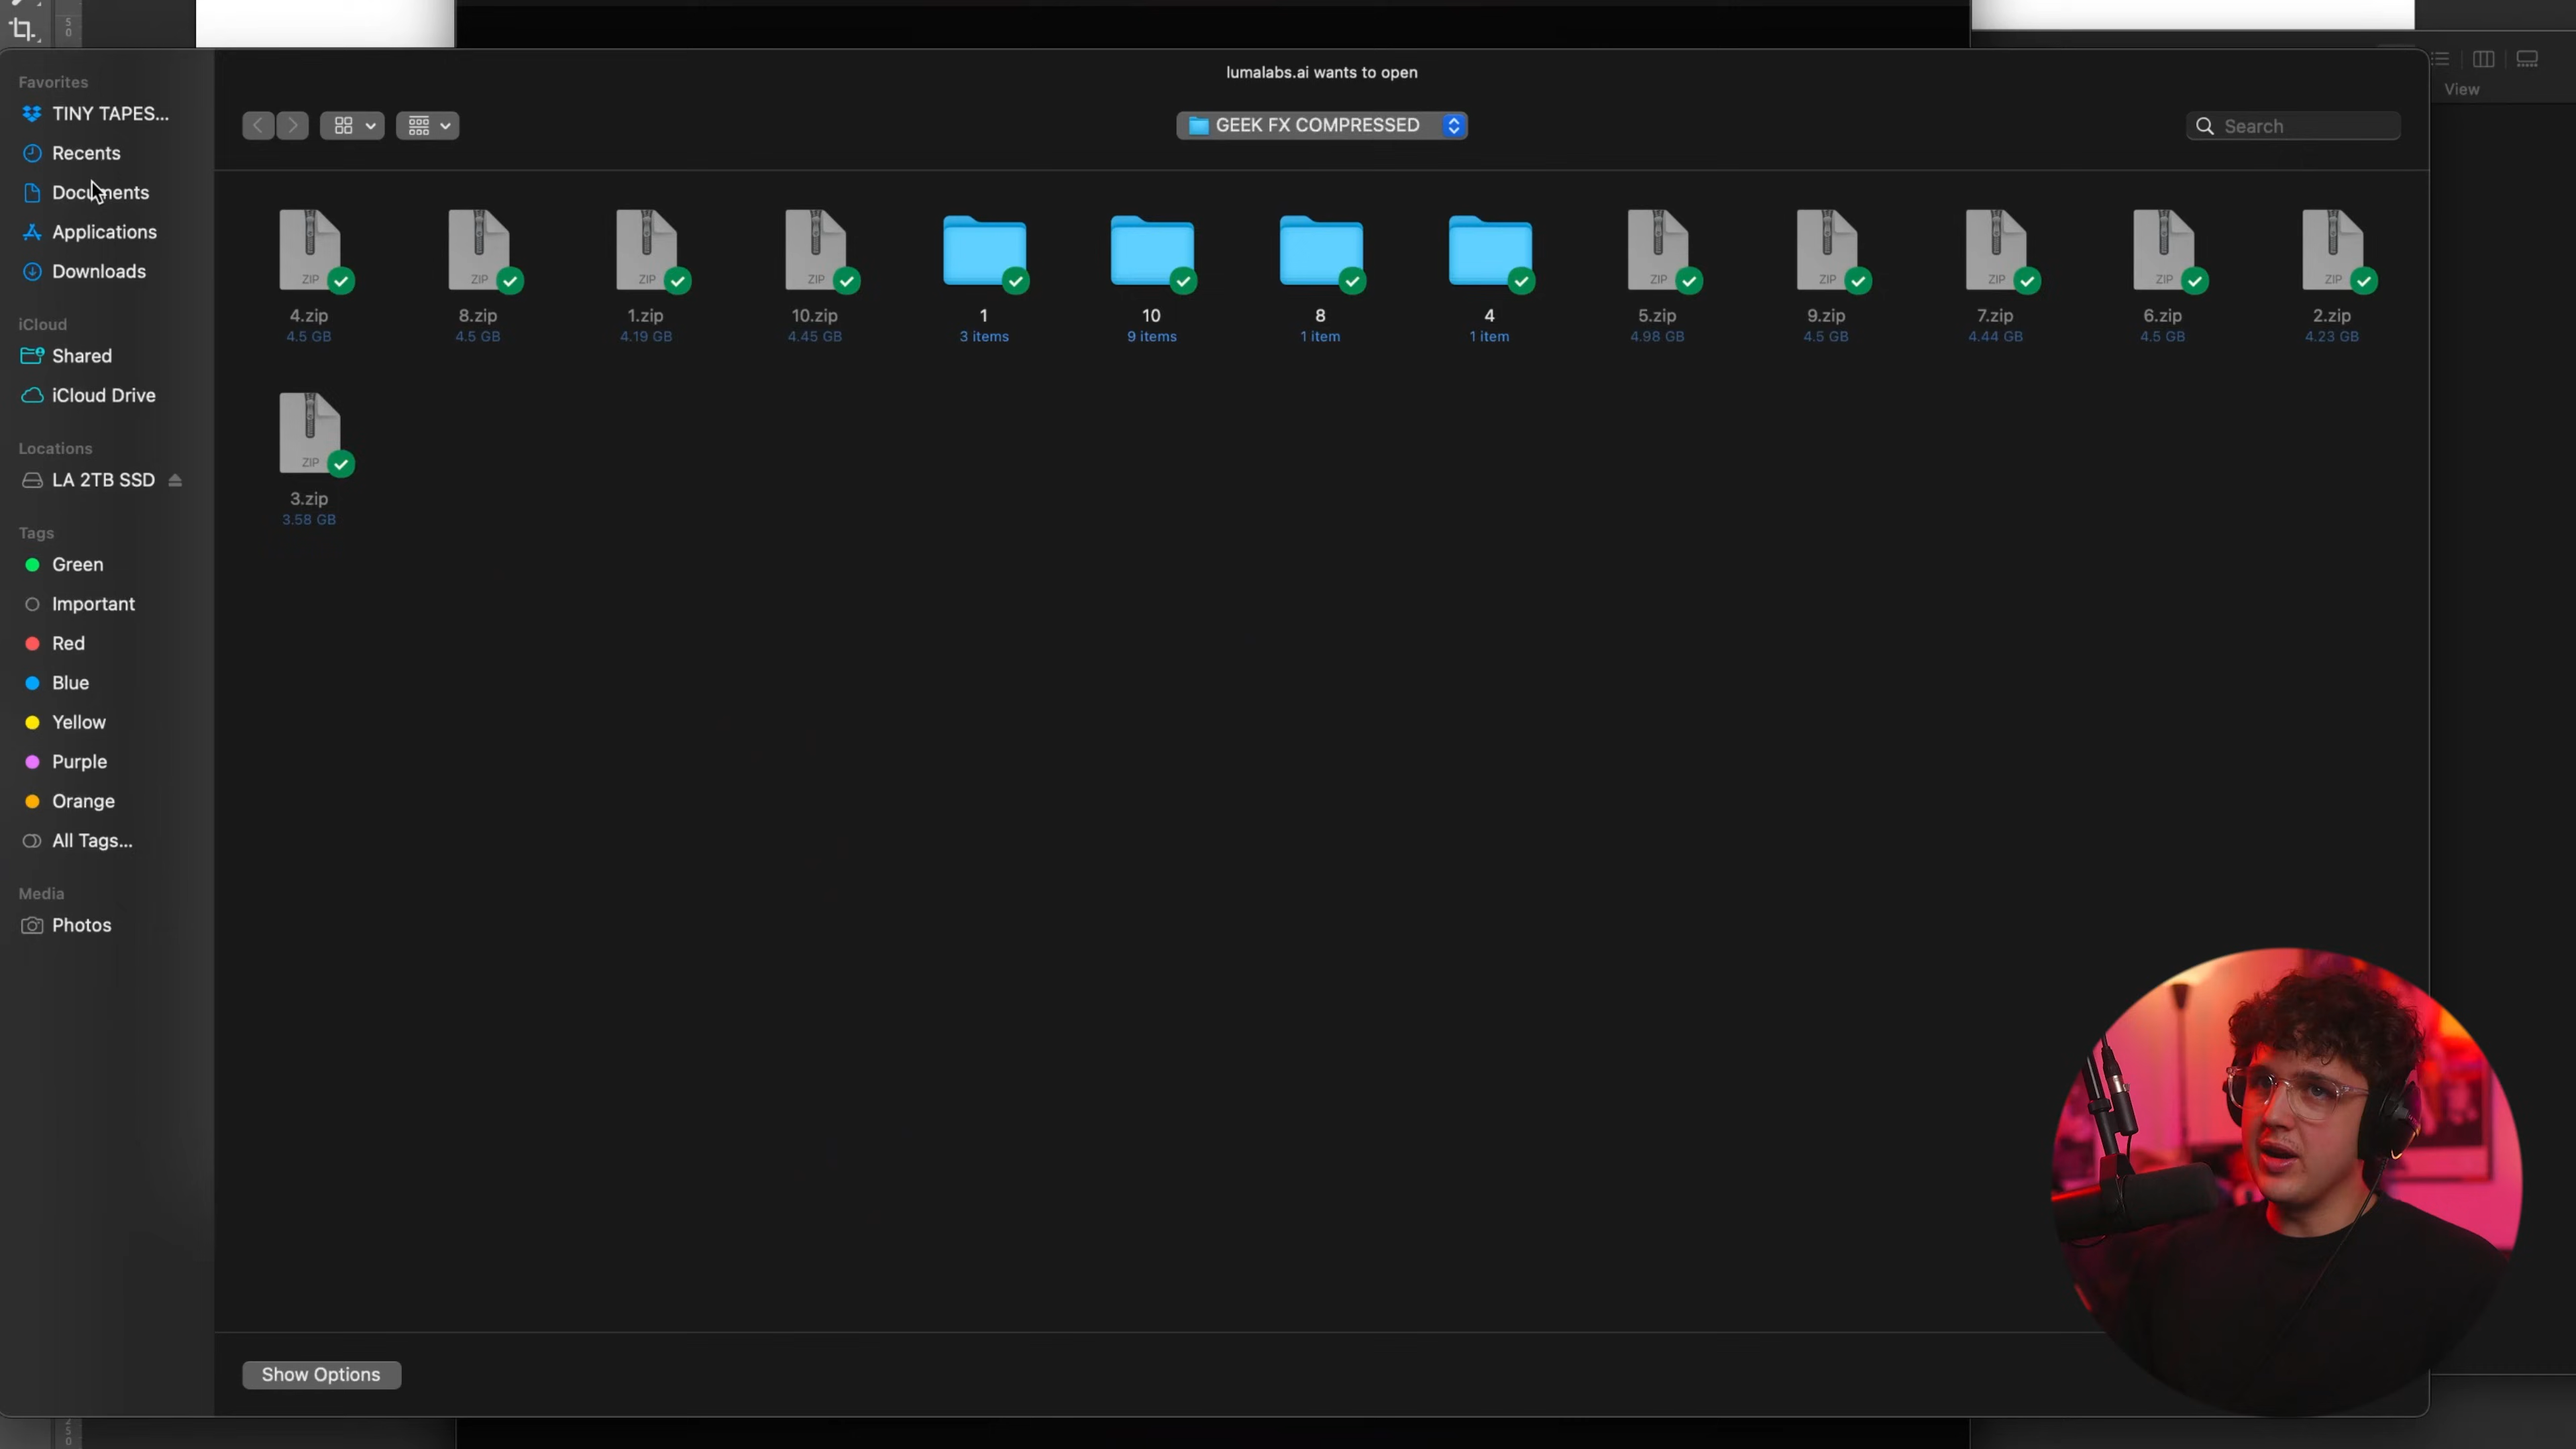 5
0
Favorites
TINY TAPES...
Recents
Documents
Applications
Downloads
iCloud
Shared
iCloud Drive
Locations
LA 2TB SSD
Tags
Green
Important
Red
Blue
Yellow
Purple
Orange
All Tags...
Media
Photos
lumalabs.ai wants to open
GEEK FX COMPRESSED
Search
View
ZIP ZIP ZIP ZIP ZIP ZIP ZIP ZIP ZIP
4.zip 8.zip 1.zip 10.zip 1 10 8 4 5.zip 9.zip 7.zip 6.zip 2.zip
4.5 GB 4.5 GB 4.19 GB 4.45 GB 3 items 9 items 1 item 1 item 4.98 GB 4.5 GB 4.44 GB 4.5 GB 4.23 GB
ZIP
3.zip
3.58 GB
Show Options
5
0